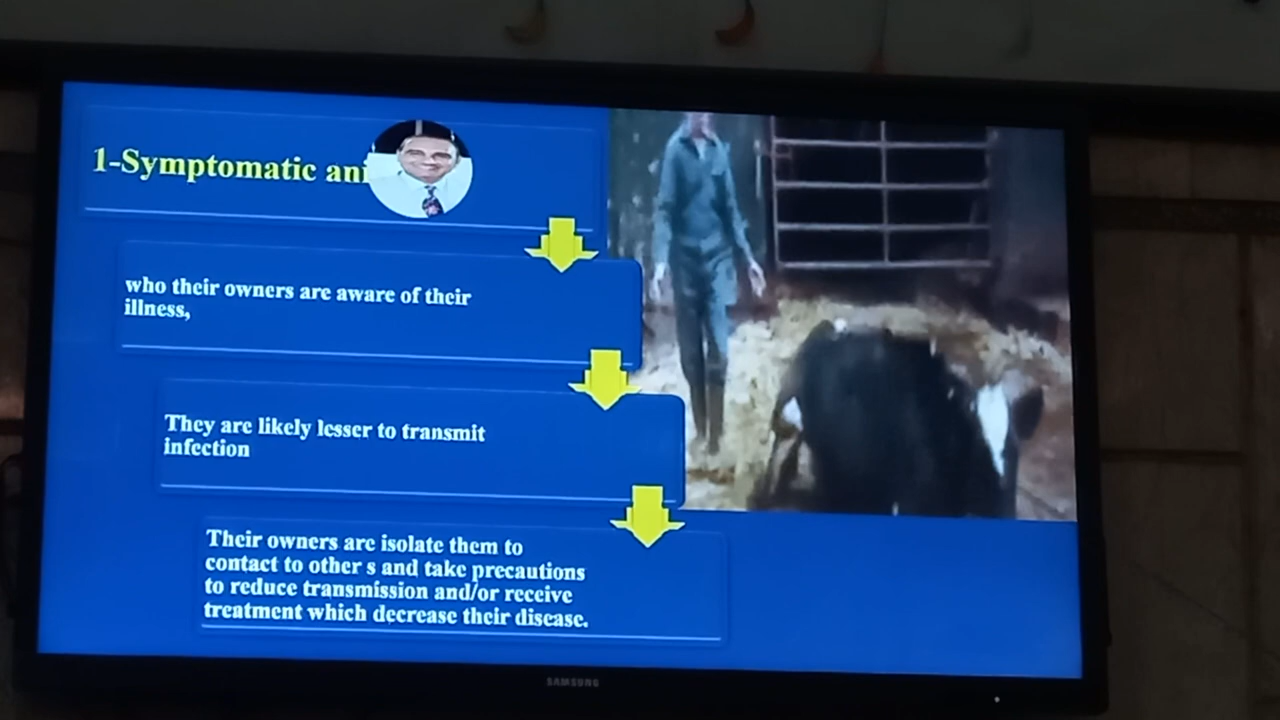 1-Symptomatic ani
who their owners are aware of their
illness,
They are likely lesser to transmit
infection
Their owners are isolate them to
contact to other s and take precautions
to reduce transmission and/or receive
treatment which decrease their disease.
SAMSUNG